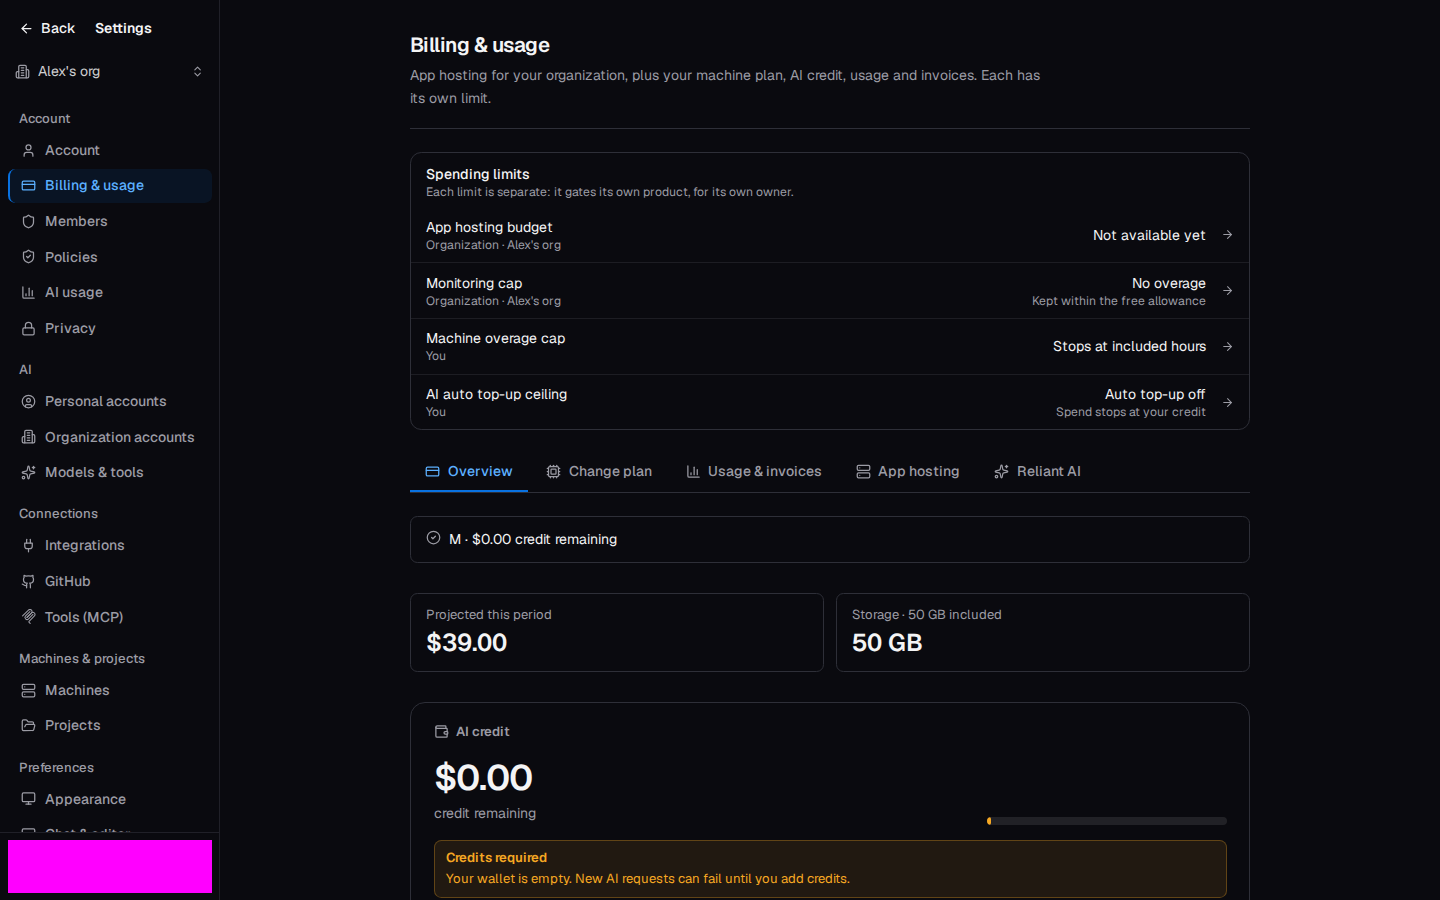 Back Settings
Alex's org
Account
Account
Billing & usage
Members
Policies
AI usage
Privacy
AI
Personal accounts
Organization accounts
Models & tools
Connections
Integrations
GitHub
Tools (MCP)
Machines & projects
Machines
Projects
Preferences
Appearance
Billing & usage
App hosting for your organization, plus your machine plan, AI credit, usage and invoices. Each has
its own limit.
Spending limits
Each limit is separate: it gates its own product, for its own owner.
App hosting budget
Organization · Alex's org
Not available yet
Monitoring cap
Organization · Alex's org
No overage
Kept within the free allowance
Machine overage cap
You
Stops at included hours
AI auto top-up ceiling
You
Auto top-up off
Spend stops at your credit
Overview Change plan Usage & invoices App hosting Reliant AI
M · $0.00 credit remaining
Projected this period
$39.00
Storage · 50 GB included
50 GB
AI credit
$0.00
credit remaining
Credits required
Your wallet is empty. New AI requests can fail until you add credits.